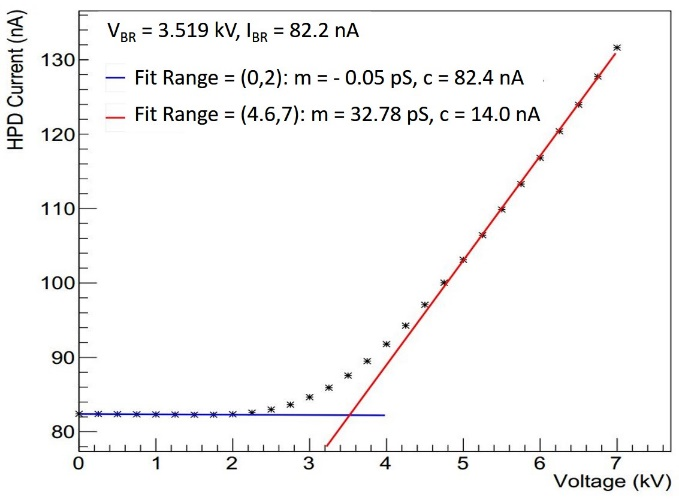 HPD Current (nA)
V_BR = 3.519 kV, I_BR = 82.2 nA
Fit Range = (0,2): m = - 0.05 pS, c = 82.4 nA
Fit Range = (4.6,7): m = 32.78 pS, c = 14.0 nA
130
120
110
100
90
80
0 1 2 3 4 5 6 7
Voltage (kV)